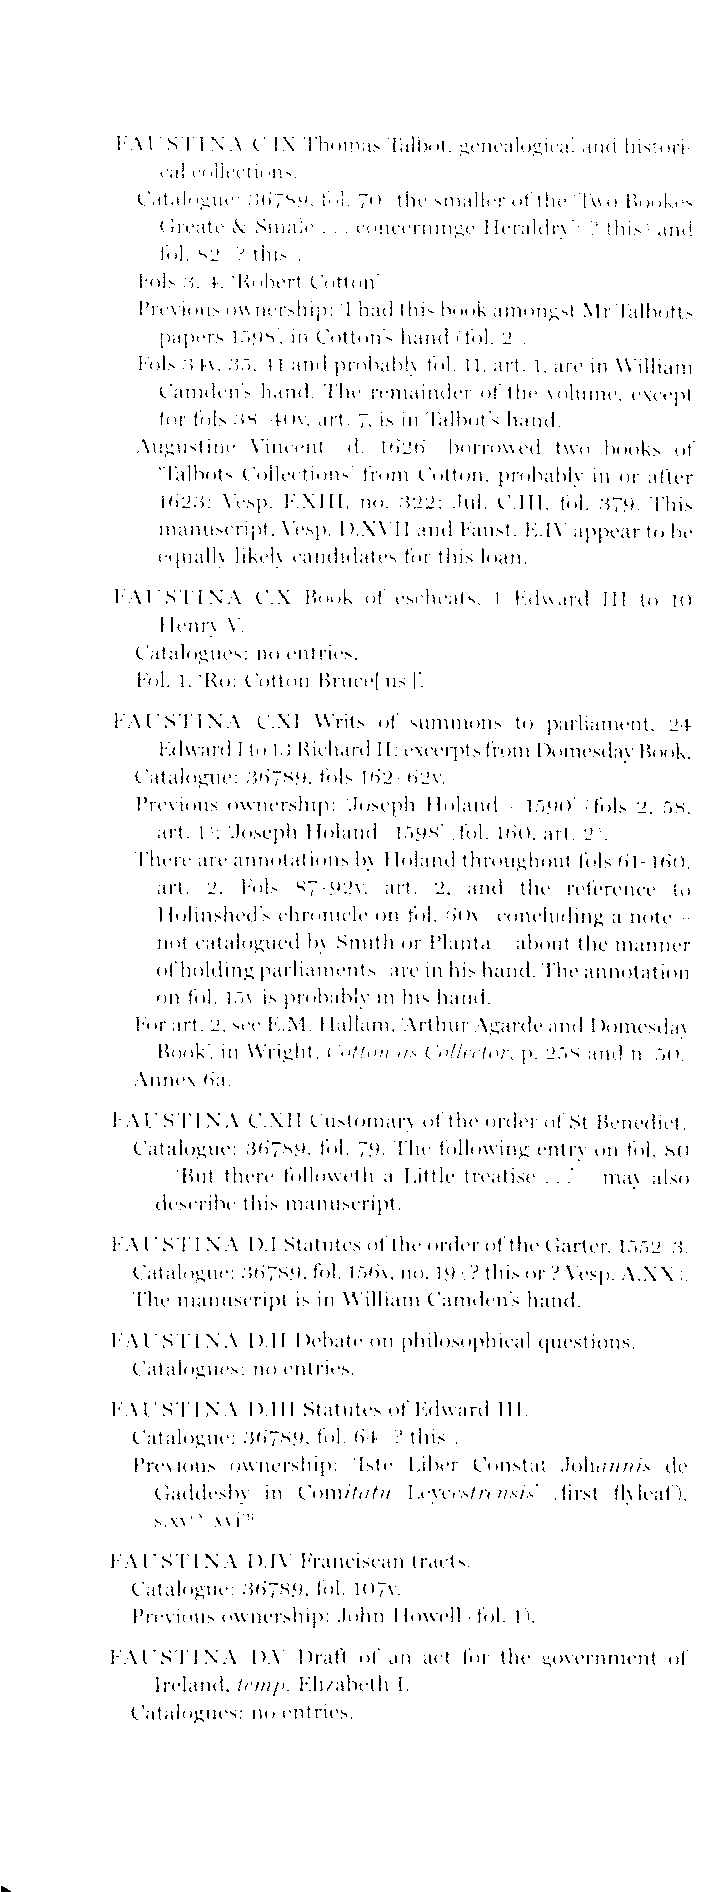 FAUSTINA C.IX Thomas Talbot, genealogical and histori-
cal collections.
Catalogue: 36789, fol. 70 (the smaller of the 'Two Bookes
Greate & Smale . . . concerninge Heraldry': ? this) and
fol. 82 (? this).
Fols 3, 4, 'Robert Cotton'.
Previous ownership: 'I had this book amongst Mr Talbotts
papers 1598', in Cotton's hand (fol. 2).
Fols 34v, 35, 41 and probably fol. 11, art. 1, are in William
Camden's hand. The remainder of the volume, except
for fols 38–40v, art. 7, is in Talbot's hand.
Augustine Vincent (d. 1626) borrowed two books of
'Talbots Collections' from Cotton, probably in or after
1623: Vesp. F.XIII, no. 322; Jul. C.III, fol. 379. This
manuscript, Vesp. D.XVII and Faust. E.IV appear to be
equally likely candidates for this loan.
FAUSTINA C.X Book of escheats, 1 Edward III to 10
Henry V.
Catalogues: no entries.
Fol. 1, 'Ro: Cotton Bruce[us]'.
FAUSTINA C.XI Writs of summons to parliament, 24
Edward I to 13 Richard II; excerpts from Domesday Book.
Catalogue: 36789, fols 162–62v.
Previous ownership: 'Joseph Holand – 1590' (fols 2, 58,
art. 1); 'Joseph Holand 1598' (fol. 160, art. 2).
There are annotations by Holand throughout fols 61–160,
art. 2. Fols 87–92v, art. 2, and the reference to
Holinshed's chronicle on fol. 60v (concluding a note –
not catalogued by Smith or Planta – about the manner
of holding parliaments) are in his hand. The annotation
on fol. 15v is probably in his hand.
For art. 2, see E.M. Hallam, 'Arthur Agarde and Domesday
Book', in Wright, Cotton as Collector, p. 258 and n. 50.
Annex 6a.
FAUSTINA C.XII Customary of the order of St Benedict.
Catalogue: 36789, fol. 79. The following entry on fol. 80
– 'But there followeth a Little treatise . . .' – may also
describe this manuscript.
FAUSTINA D.I Statutes of the order of the Garter, 1552/3.
Catalogue: 36789, fol. 156v, no. 19 (? this or ? Vesp. A.XX).
The manuscript is in William Camden's hand.
FAUSTINA D.II Debate on philosophical questions.
Catalogues: no entries.
FAUSTINA D.III Statutes of Edward III.
Catalogue: 36789, fol. 64 (? this).
Previous ownership: 'Iste Liber Constat Johannis de
Gaddesby in Comitatu Leycestrensis' (first flyleaf),
FAUSTINA D.IV Franciscan tracts.
Catalogue: 36789, fol. 107v.
Previous ownership: John Howell (fol. 1).
FAUSTINA D.V Draft of an act for the government of
Ireland, temp. Elizabeth I.
Catalogues: no entries.